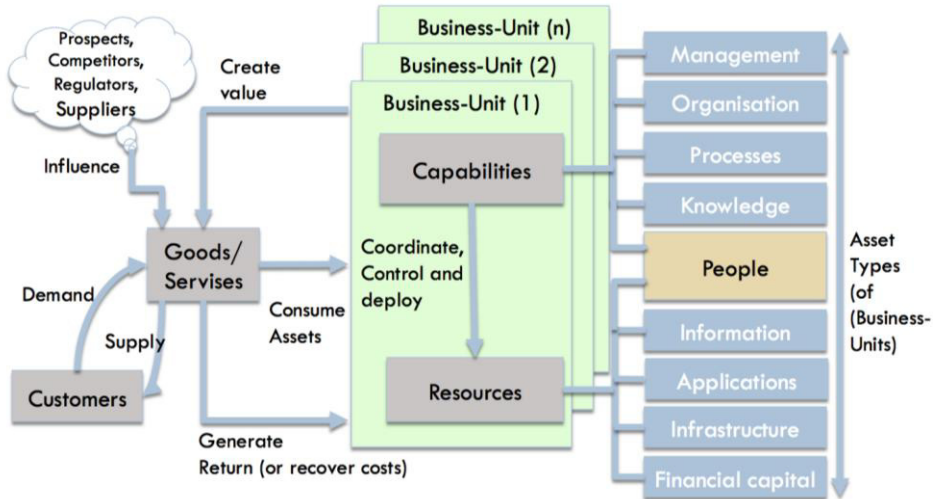 Prospects,
Competitors,
Regulators,
Suppliers
Influence
Create
value
Business-Unit (n)
Business-Unit (2)
Business-Unit (1)
Capabilities
Coordinate,
Control and
deploy
Resources
Goods/
Servises
Demand
Supply
Customers
Consume
Assets
Generate
Return (or recover costs)
Management
Organisation
Processes
Knowledge
People
Information
Applications
Infrastructure
Financial capital
Asset
Types
(of
(Business-
Units)